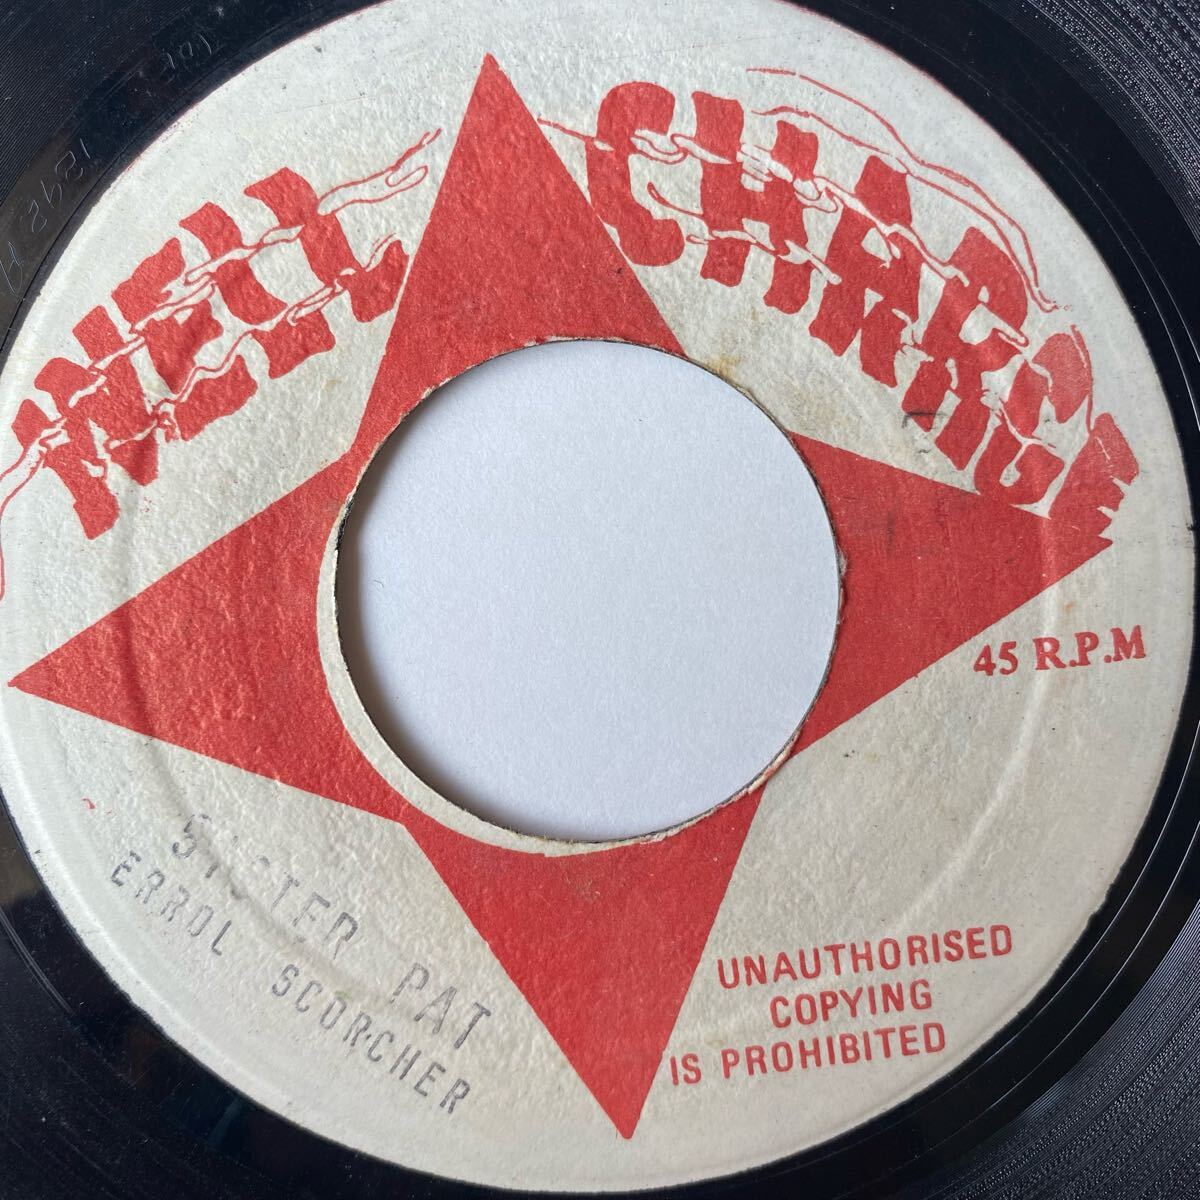 WELL CHARGE
45 R.P.M
SISTER PAT
ERROL SCORCHER
UNAUTHORISED
COPYING
IS PROHIBITED